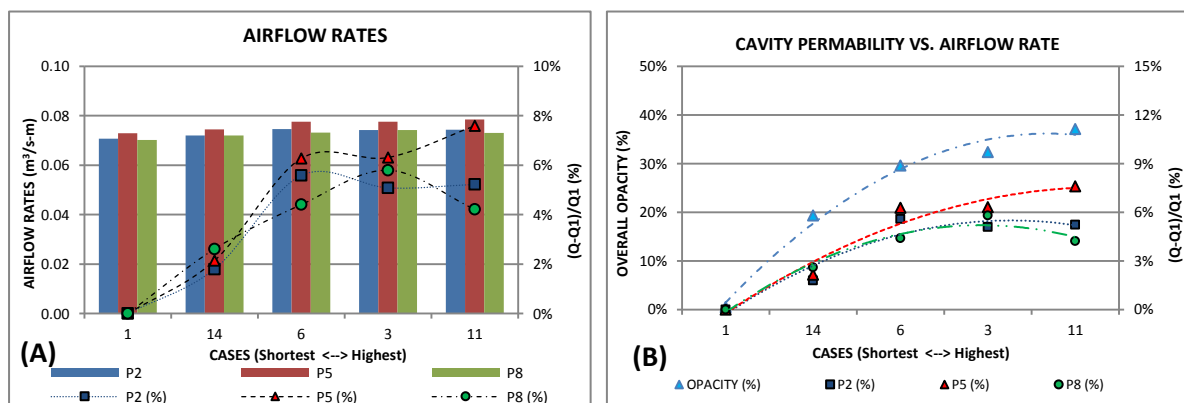 AIRFLOW RATES
AIRFLOW RATES (m³/s-m)
0.10
0.08
0.06
0.04
0.02
0.00
10%
8%
6%
4%
2%
0%
(Q-Q1)/Q1 (%)
1 14 6 3 11
(A)
CASES (Shortest <--> Highest)
P2 P5 P8
P2 (%) P5 (%) P8 (%)
CAVITY PERMABILITY VS. AIRFLOW RATE
OVERALL OPACITY (%)
50%
40%
30%
20%
10%
0%
15%
12%
9%
6%
3%
0%
(Q-Q1)/Q1 (%)
1 14 6 3 11
(B)
CASES (Shortest <--> Highest)
OPACITY (%) P2 (%) P5 (%) P8 (%)